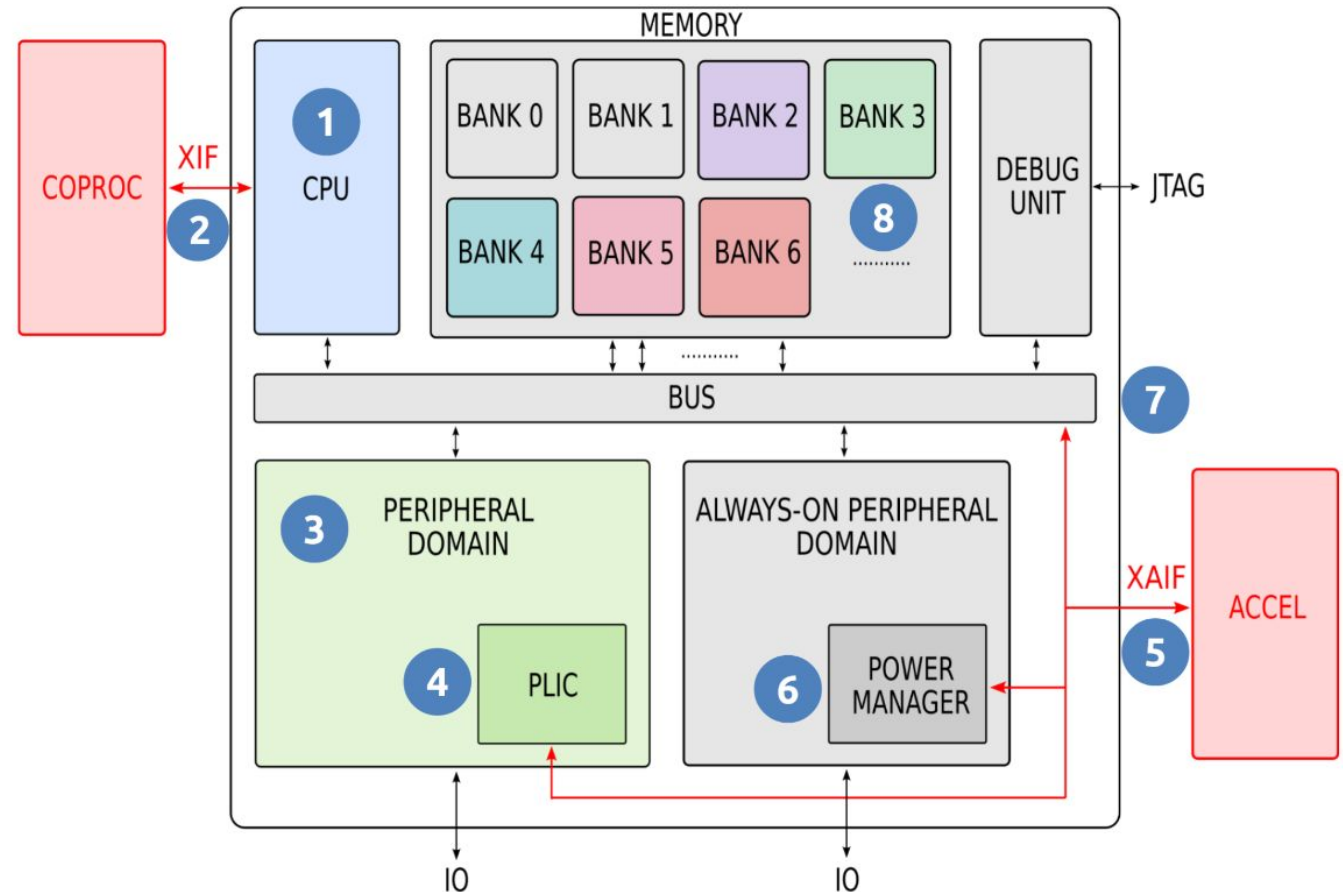 MEMORY
COPROC
XIF
2
1
CPU
BANK 0
BANK 1
BANK 2
BANK 3
BANK 4
BANK 5
BANK 6
8
...........
DEBUG
UNIT
JTAG
...........
BUS
7
3
PERIPHERAL
DOMAIN
4
PLIC
ALWAYS-ON PERIPHERAL
DOMAIN
6
POWER
MANAGER
XAIF
5
ACCEL
IO
IO